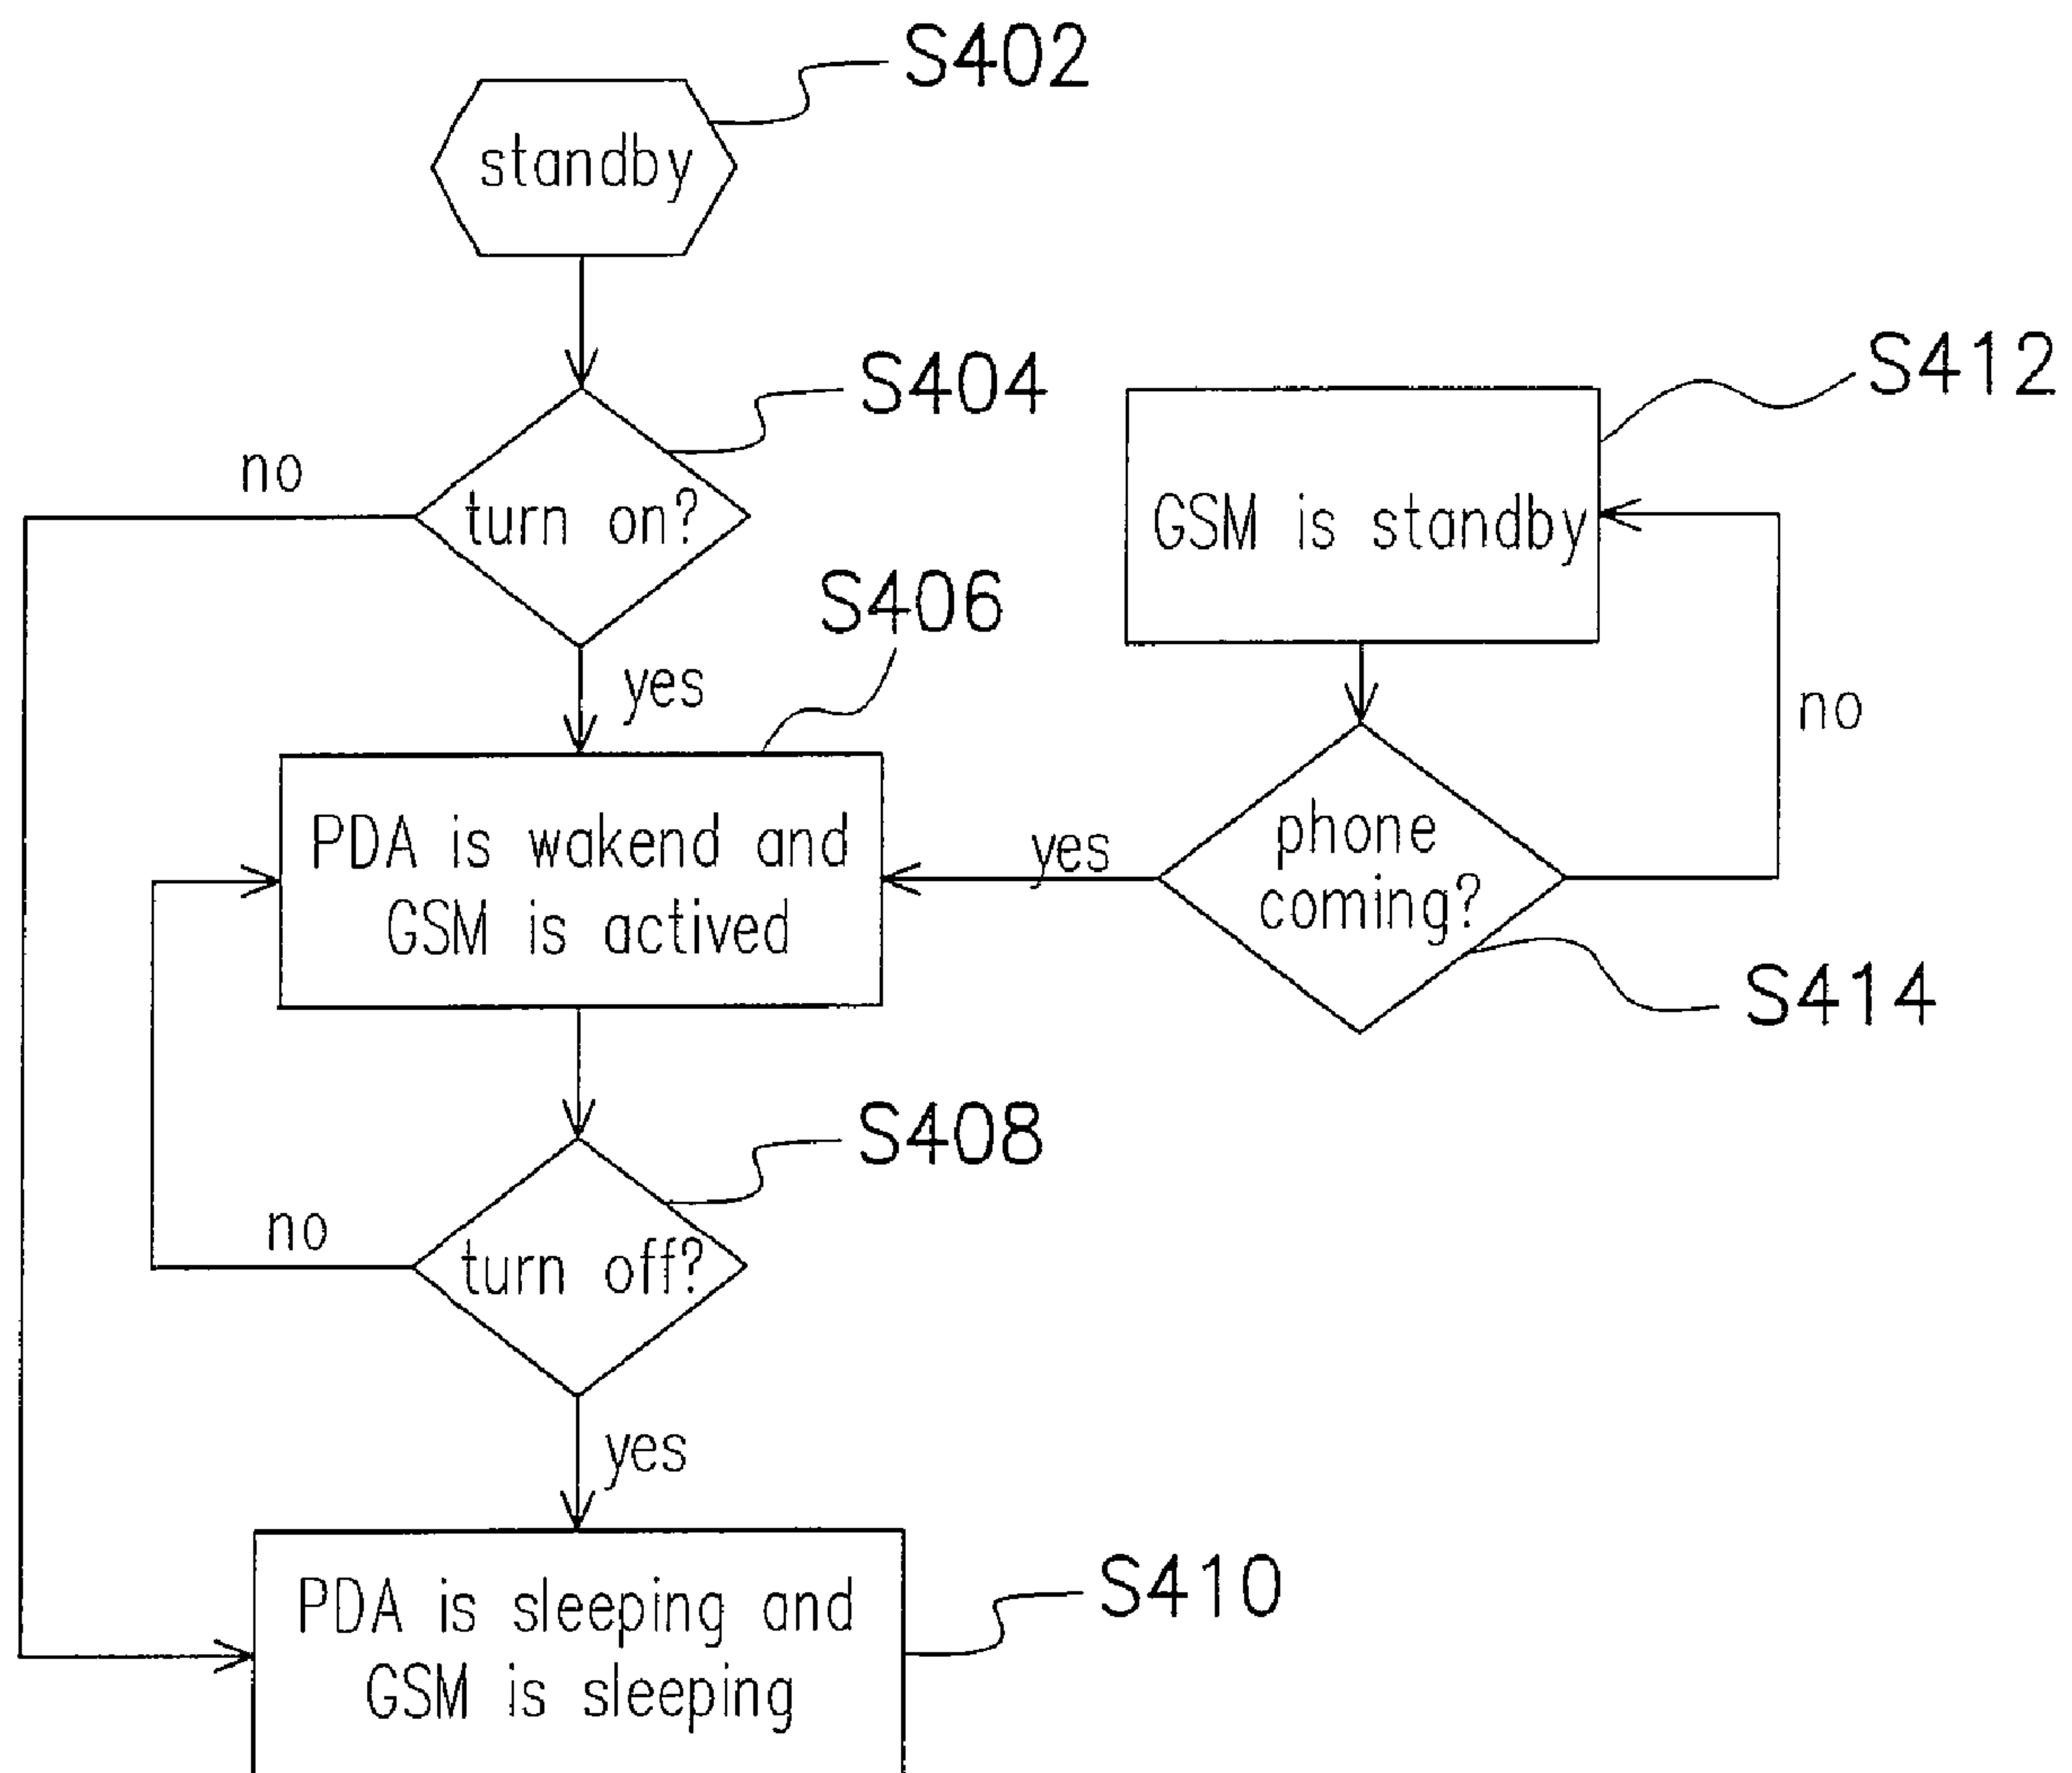 S402
standby
S404
no
turn on?
S406
yes
PDA is wakend and
GSM is actived
S408
no
turn off?
yes
PDA is sleeping and
GSM is sleeping
S410
S412
GSM is standby
no
phone
coming?
yes
S414